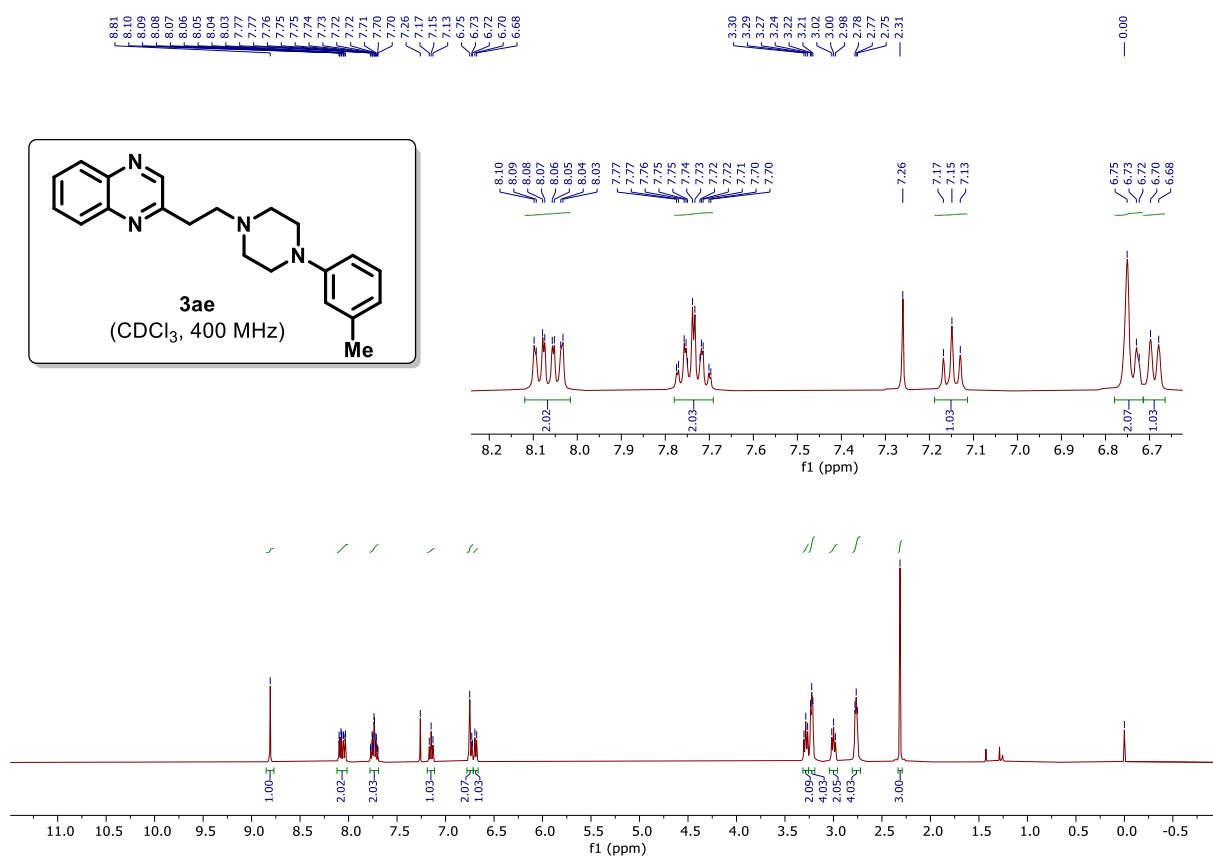 8.81 8.10 8.09 8.08 8.07 8.06 8.05 8.04 8.03 7.77 7.77 7.76 7.75 7.75 7.74 7.73 7.72 7.72 7.71 7.70 7.70 7.26 7.17 7.15 7.13 6.75 6.73 6.72 6.70 6.68 3.30 3.29 3.27 3.24 3.22 3.21 3.02 3.00 2.98 2.78 2.77 2.75 2.31 0.00
N
N
N
N
Me
3ae
(CDCl3, 400 MHz)
8.10 8.09 8.08 8.07 8.06 8.05 8.04 8.03 7.77 7.77 7.76 7.75 7.75 7.74 7.73 7.72 7.72 7.71 7.70 7.70 7.26 7.17 7.15 7.13 6.75 6.73 6.72 6.70 6.68
2.02 2.03 1.03 2.07 1.03
8.2 8.1 8.0 7.9 7.8 7.7 7.6 7.5 7.4 7.3 7.2 7.1 7.0 6.9 6.8 6.7
f1 (ppm)
1.00 2.02 2.03 1.03 2.07 1.03 2.09 4.03 2.05 4.03 3.00
11.0 10.5 10.0 9.5 9.0 8.5 8.0 7.5 7.0 6.5 6.0 5.5 5.0 4.5 4.0 3.5 3.0 2.5 2.0 1.5 1.0 0.5 0.0 -0.5
f1 (ppm)